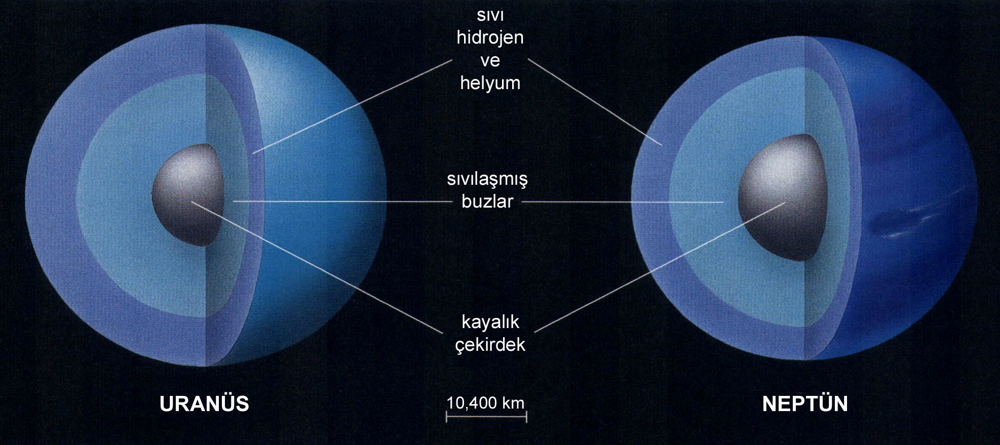 sıvı
hidrojen
ve
helyum
sıvılaşmış
buzlar
kayalık
çekirdek
URANÜS
10,400 km
NEPTÜN